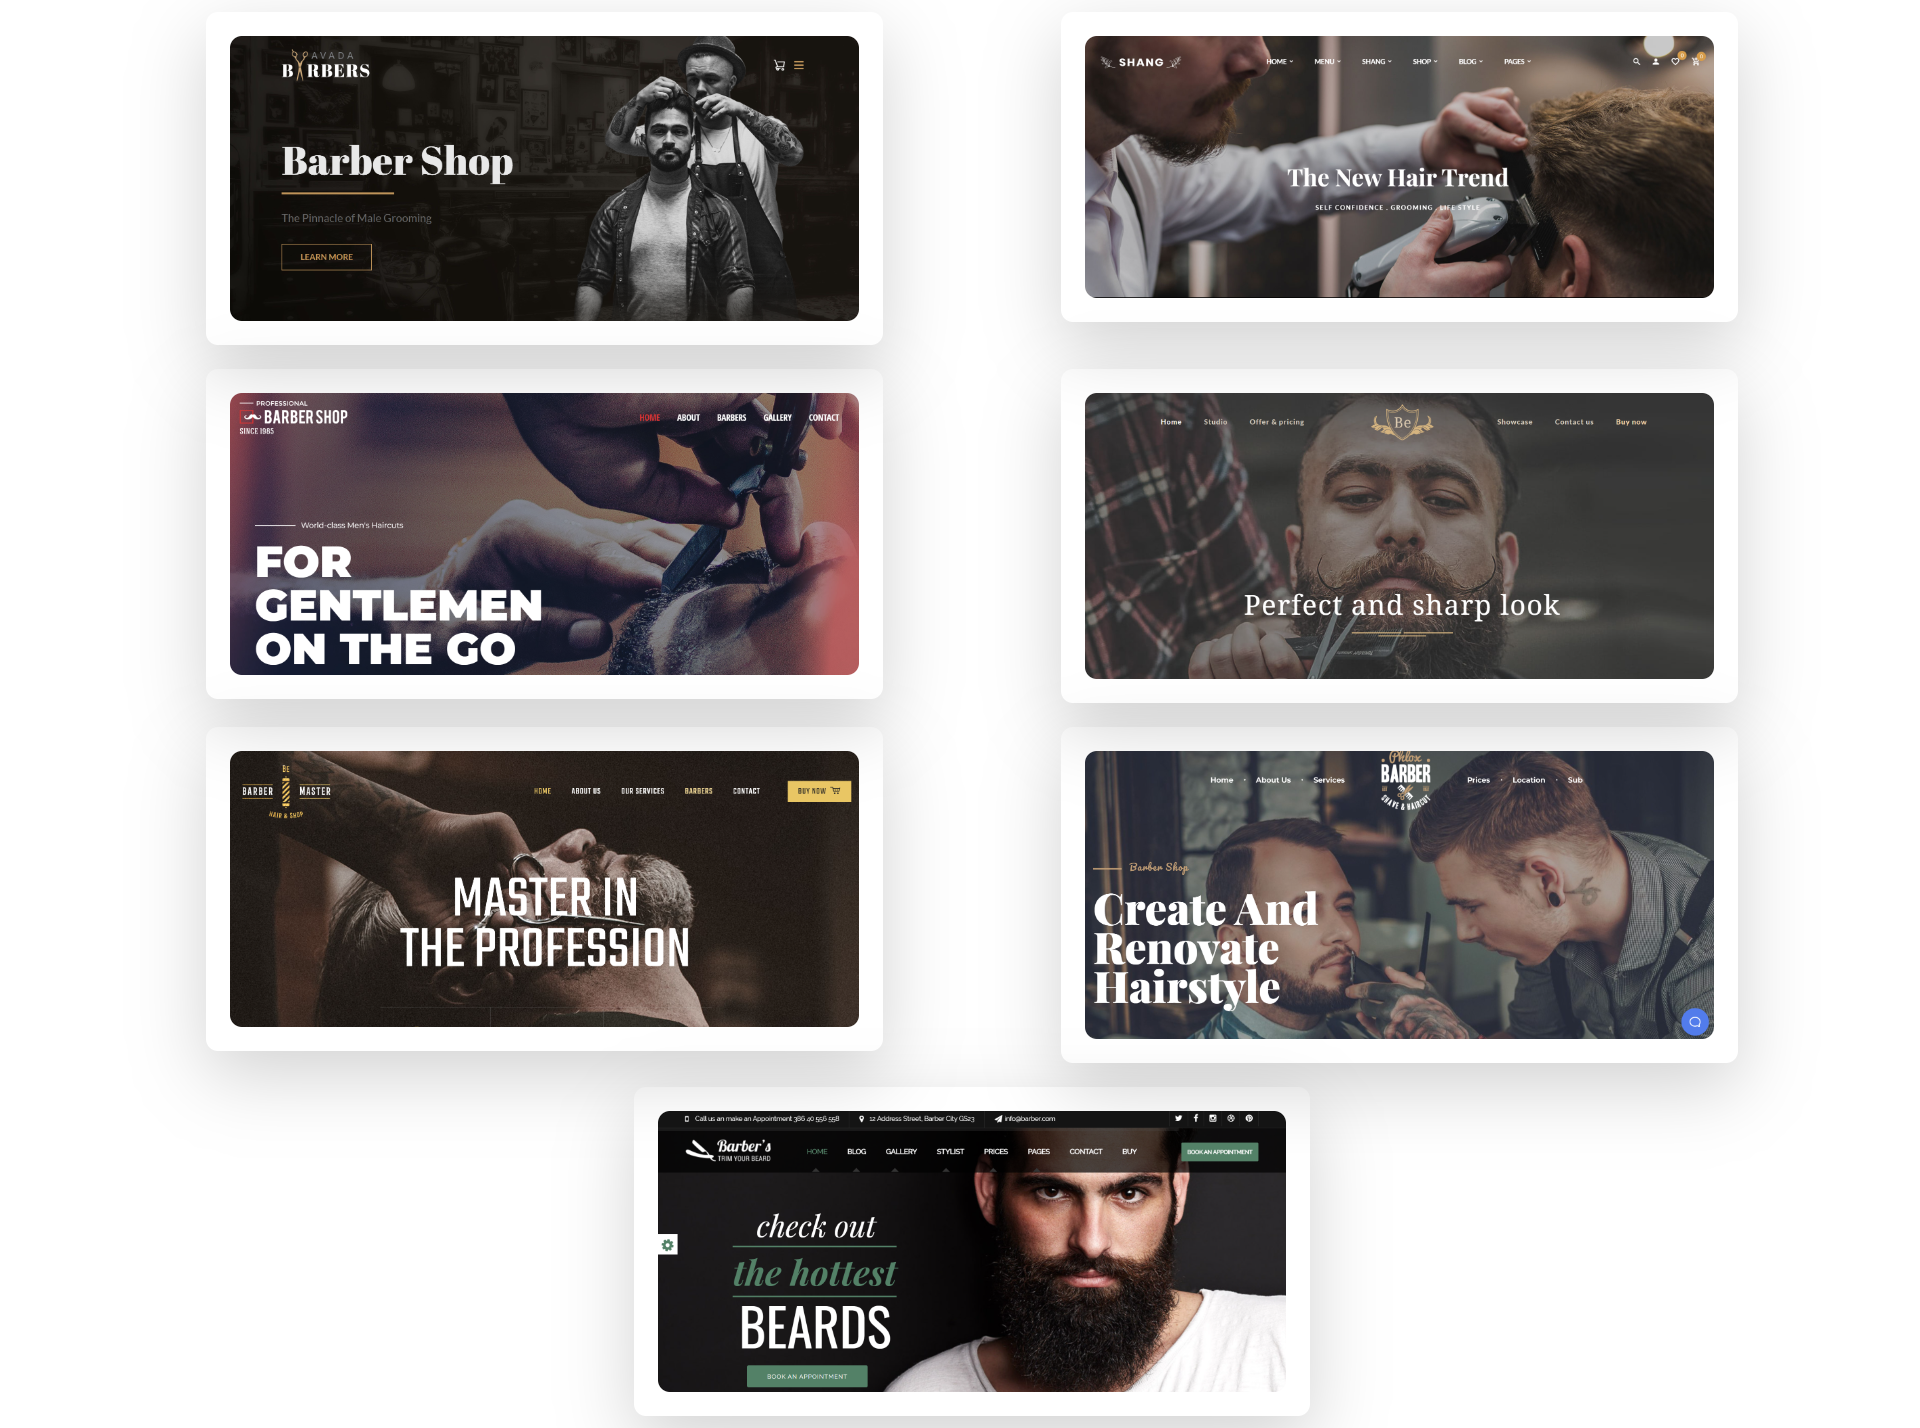 AVADA
BARBERS
Barber Shop
The Pinnacle of Male Grooming
LEARN MORE
SHANG
HOME MENU SHANG SHOP BLOG PAGES
0 0
The New Hair Trend
SELF CONFIDENCE . GROOMING . LIFE STYLE
PROFESSIONAL
BARBER SHOP
SINCE 1985
HOME ABOUT BARBERS GALLERY CONTACT
World-class Men's Haircuts
FOR
GENTLEMEN
ON THE GO
Home Studio Offer & pricing Be Showcase Contact us Buy now
Perfect and sharp look
BE
BARBER MASTER
HAIR & SHOP
HOME ABOUT US OUR SERVICES BARBERS CONTACT BUY NOW
MASTER IN
THE PROFESSION
Phlox
BARBER
SHAVE & HAIRCUT
Home · About Us · Services Prices · Location · Sub
Barber Shop
Create And
Renovate
Hairstyle
Call us an make an Appointment 386 40 556 558 12 Address Street, Barber City GS23 info@barber.com
Barber's
TRIM YOUR BEARD
HOME BLOG GALLERY STYLIST PRICES PAGES CONTACT BUY BOOK AN APPOINTMENT
check out
the hottest
BEARDS
BOOK AN APPOINTMENT